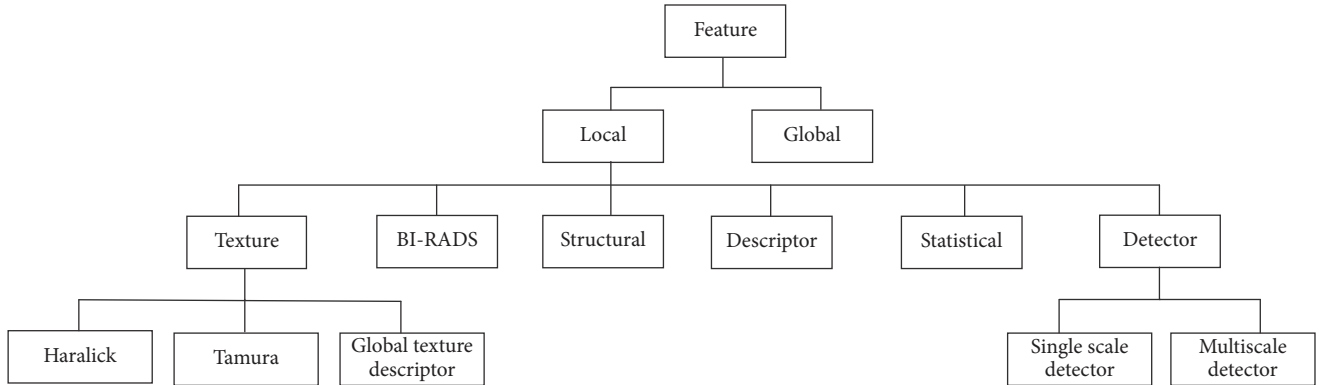 Feature
Local
Global
Texture
BI-RADS
Structural
Descriptor
Statistical
Detector
Haralick
Tamura
Global texture
descriptor
Single scale
detector
Multiscale
detector